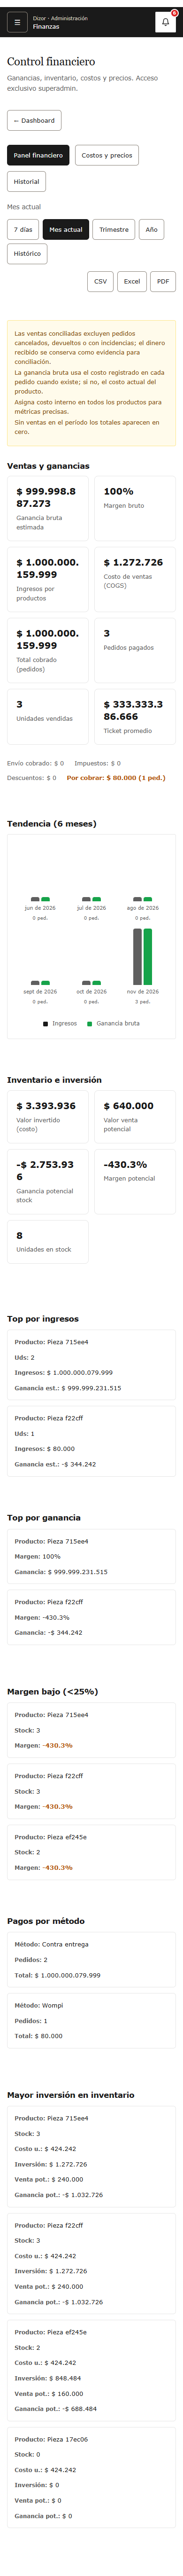 Dizor · Administración
Finanzas
6
Control financiero
Ganancias, inventario, costos y precios. Acceso
exclusivo superadmin.
← Dashboard
Panel financiero
Costos y precios
Historial
Mes actual
7 días
Mes actual
Trimestre
Año
Histórico
CSV
Excel
PDF
Las ventas conciliadas excluyen pedidos
cancelados, devueltos o con incidencias; el dinero
recibido se conserva como evidencia para
conciliación.
La ganancia bruta usa el costo registrado en cada
pedido cuando existe; si no, el costo actual del
producto.
Asigna costo interno en todos los productos para
métricas precisas.
Sin ventas en el período los totales aparecen en
cero.
Ventas y ganancias
$ 999.998.8
87.273
Ganancia bruta
estimada
100%
Margen bruto
$ 1.000.000.
159.999
Ingresos por
productos
$ 1.272.726
Costo de ventas
(COGS)
$ 1.000.000.
159.999
Total cobrado
(pedidos)
3
Pedidos pagados
3
Unidades vendidas
$ 333.333.3
86.666
Ticket promedio
Envío cobrado: $ 0 Impuestos: $ 0
Descuentos: $ 0 Por cobrar: $ 80.000 (1 ped.)
Tendencia (6 meses)
jun de 2026
0 ped.
jul de 2026
0 ped.
ago de 2026
0 ped.
sept de 2026
0 ped.
oct de 2026
0 ped.
nov de 2026
3 ped.
Ingresos
Ganancia bruta
Inventario e inversión
$ 3.393.936
Valor invertido
(costo)
$ 640.000
Valor venta
potencial
-$ 2.753.93
6
Ganancia potencial
stock
-430.3%
Margen potencial
8
Unidades en stock
Top por ingresos
Producto: Pieza 715ee4
Uds: 2
Ingresos: $ 1.000.000.079.999
Ganancia est.: $ 999.999.231.515
Producto: Pieza f22cff
Uds: 1
Ingresos: $ 80.000
Ganancia est.: -$ 344.242
Top por ganancia
Producto: Pieza 715ee4
Margen: 100%
Ganancia: $ 999.999.231.515
Producto: Pieza f22cff
Margen: -430.3%
Ganancia: -$ 344.242
Margen bajo (<25%)
Producto: Pieza 715ee4
Stock: 3
Margen: -430.3%
Producto: Pieza f22cff
Stock: 3
Margen: -430.3%
Producto: Pieza ef245e
Stock: 2
Margen: -430.3%
Pagos por método
Método: Contra entrega
Pedidos: 2
Total: $ 1.000.000.079.999
Método: Wompi
Pedidos: 1
Total: $ 80.000
Mayor inversión en inventario
Producto: Pieza 715ee4
Stock: 3
Costo u.: $ 424.242
Inversión: $ 1.272.726
Venta pot.: $ 240.000
Ganancia pot.: -$ 1.032.726
Producto: Pieza f22cff
Stock: 3
Costo u.: $ 424.242
Inversión: $ 1.272.726
Venta pot.: $ 240.000
Ganancia pot.: -$ 1.032.726
Producto: Pieza ef245e
Stock: 2
Costo u.: $ 424.242
Inversión: $ 848.484
Venta pot.: $ 160.000
Ganancia pot.: -$ 688.484
Producto: Pieza 17ec06
Stock: 0
Costo u.: $ 424.242
Inversión: $ 0
Venta pot.: $ 0
Ganancia pot.: $ 0